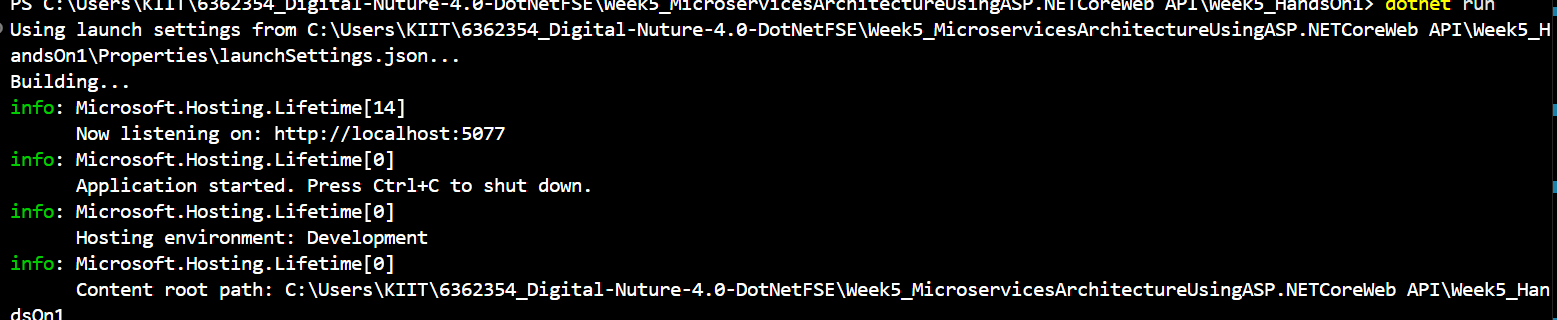 PS C:\Users\KIIT\6362354_Digital-Nuture-4.0-DotNetFSE\Week5_MicroservicesArchitectureUsingASP.NETCoreWeb API\Week5_HandsOn1> dotnet run
Using launch settings from C:\Users\KIIT\6362354_Digital-Nuture-4.0-DotNetFSE\Week5_MicroservicesArchitectureUsingASP.NETCoreWeb API\Week5_H
andsOn1\Properties\launchSettings.json...
Building...
info: Microsoft.Hosting.Lifetime[14]
      Now listening on: http://localhost:5077
info: Microsoft.Hosting.Lifetime[0]
      Application started. Press Ctrl+C to shut down.
info: Microsoft.Hosting.Lifetime[0]
      Hosting environment: Development
info: Microsoft.Hosting.Lifetime[0]
      Content root path: C:\Users\KIIT\6362354_Digital-Nuture-4.0-DotNetFSE\Week5_MicroservicesArchitectureUsingASP.NETCoreWeb API\Week5_Han
dsOn1